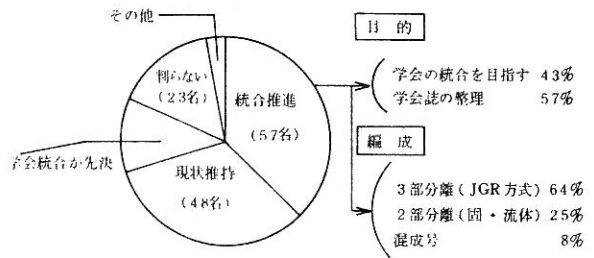 その他
判らない
(23名)
統合推進
(57名)
学会統合が先決
現状推持
(48名)
目的
学会の統合を目指す 43%
学会誌の整理 57%
編成
3部分離(JGR方式) 64%
2部分離(固・流体) 25%
混成号 8%